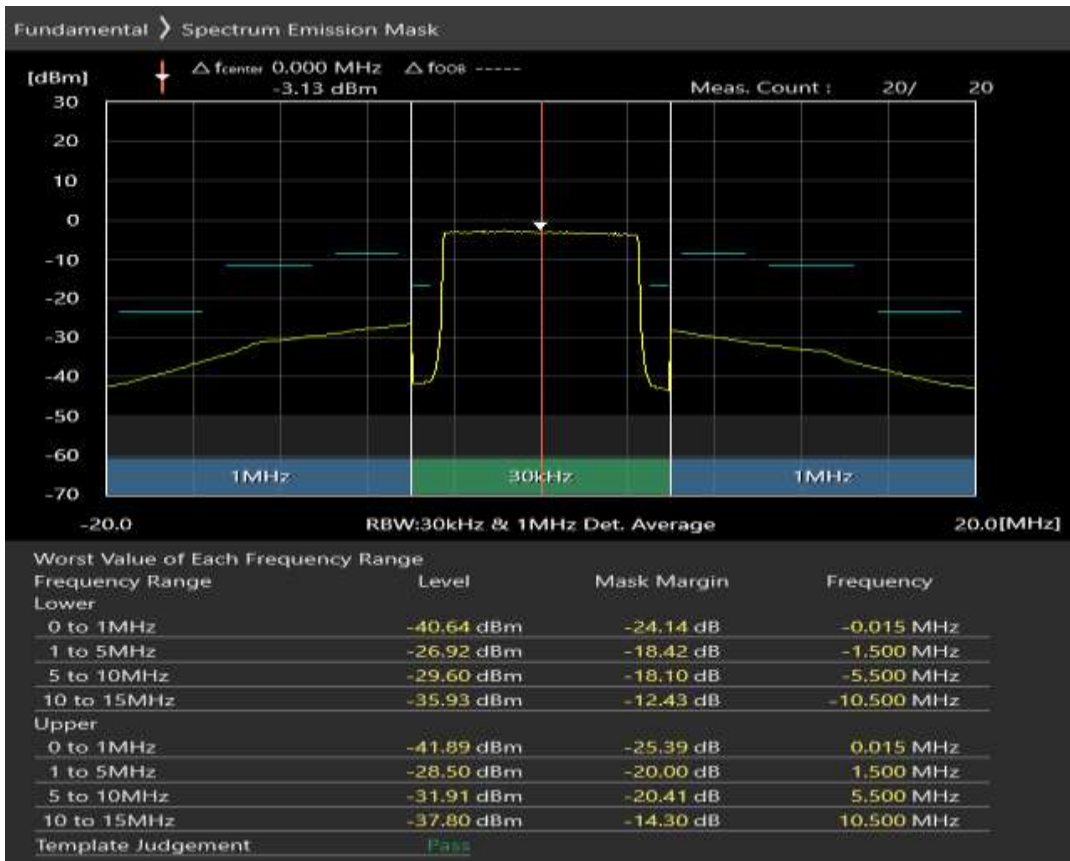 Fundamental ❯ Spectrum Emission Mask
[dBm] △ fcenter 0.000 MHz △ fOOB -----
-3.13 dBm Meas. Count : 20/ 20
30
20
10
0
-10
-20
-30
-40
-50
-60
1MHz 30kHz 1MHz
-70
-20.0 RBW:30kHz & 1MHz Det. Average 20.0[MHz]
Worst Value of Each Frequency Range
Frequency Range Level Mask Margin Frequency
Lower
0 to 1MHz -40.64 dBm -24.14 dB -0.015 MHz
1 to 5MHz -26.92 dBm -18.42 dB -1.500 MHz
5 to 10MHz -29.60 dBm -18.10 dB -5.500 MHz
10 to 15MHz -35.93 dBm -12.43 dB -10.500 MHz
Upper
0 to 1MHz -41.89 dBm -25.39 dB 0.015 MHz
1 to 5MHz -28.50 dBm -20.00 dB 1.500 MHz
5 to 10MHz -31.91 dBm -20.41 dB 5.500 MHz
10 to 15MHz -37.80 dBm -14.30 dB 10.500 MHz
Template Judgement Pass